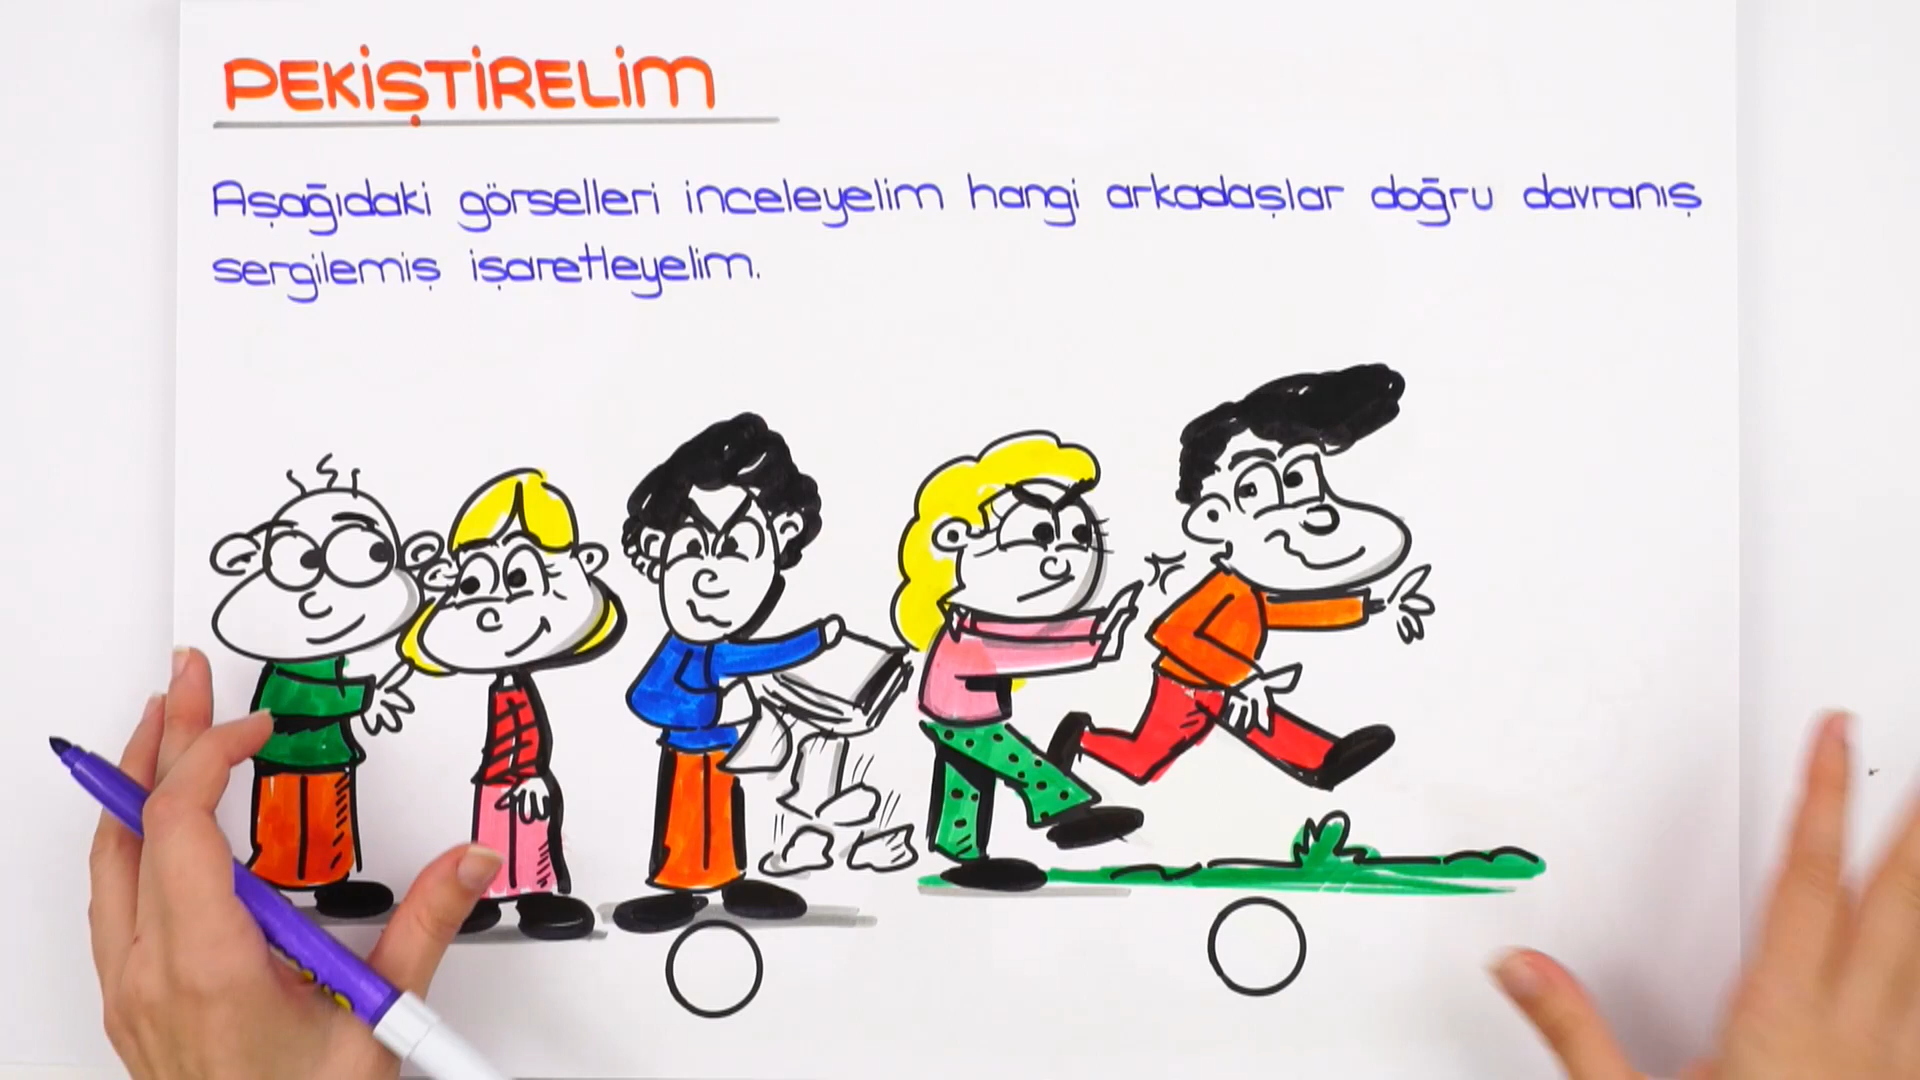 PEKİŞTİRELİM
Aşağıdaki görselleri inceleyelim hangi arkadaşlar doğru davranış
sergilemiş işaretleyelim.